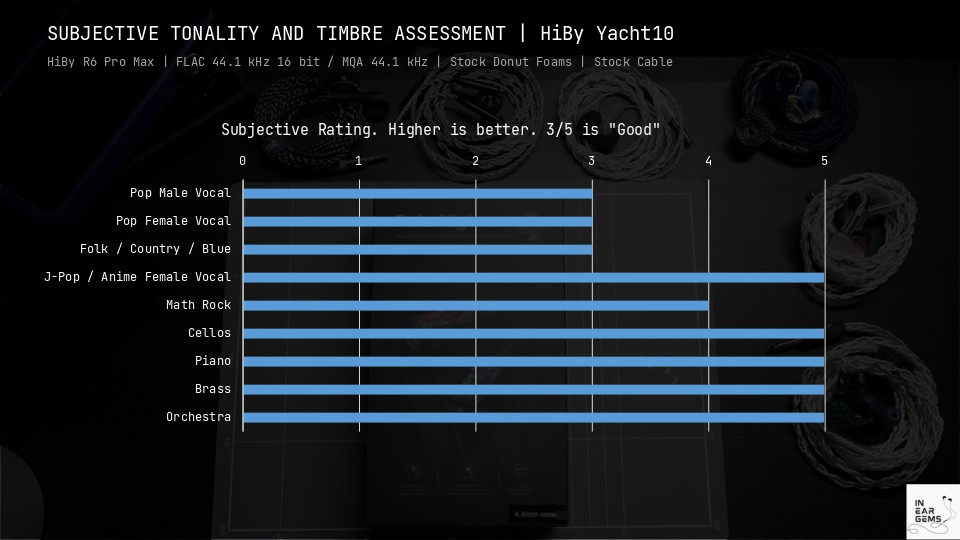 SUBJECTIVE TONALITY AND TIMBRE ASSESSMENT | HiBy Yacht10
HiBy R6 Pro Max | FLAC 44.1 kHz 16 bit / MQA 44.1 kHz | Stock Donut Foams | Stock Cable
Subjective Rating. Higher is better. 3/5 is "Good"
0 1 2 3 4 5
Pop Male Vocal
Pop Female Vocal
Folk / Country / Blue
J-Pop / Anime Female Vocal
Math Rock
Cellos
Piano
Brass
Orchestra
4.4mm
IN
EAR
GEMS